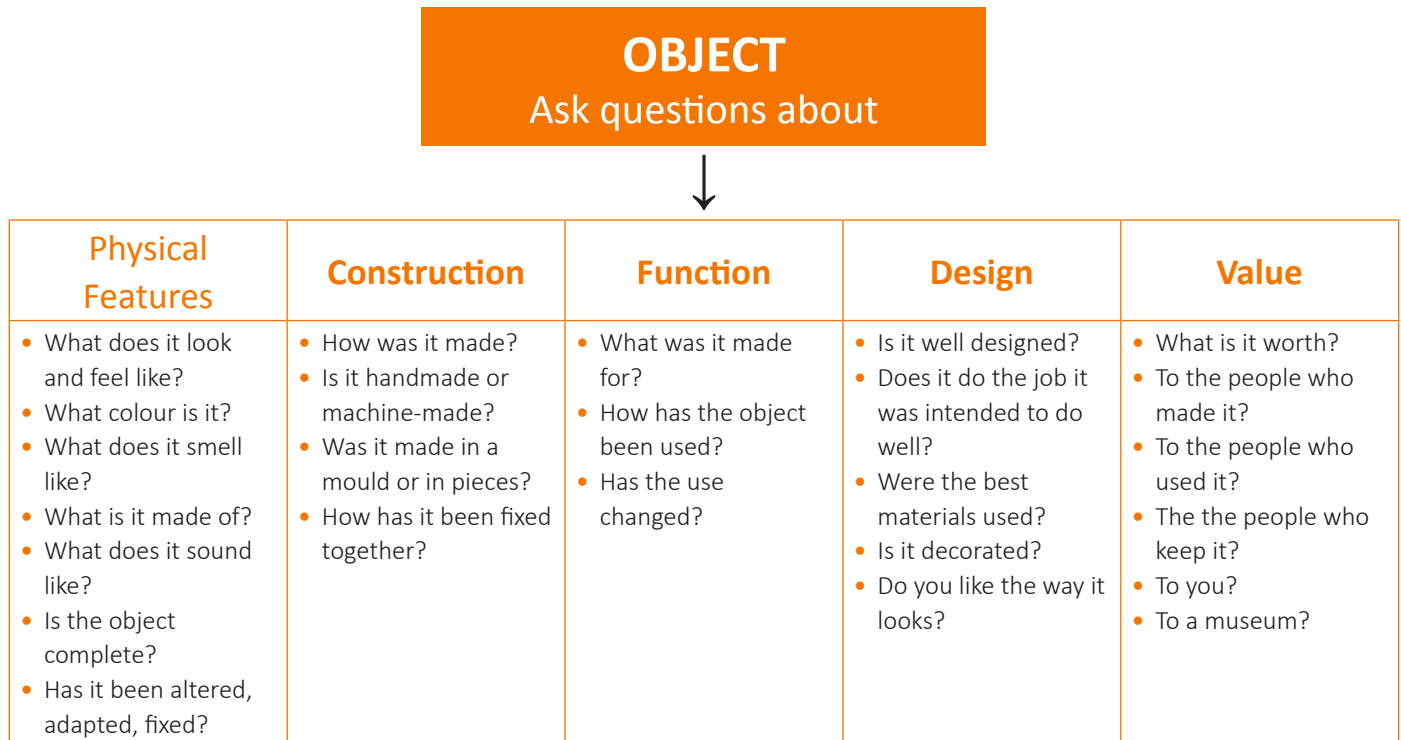 OBJECT
Ask questions about
Physical
Features
• What does it look
and feel like?
• What colour is it?
• What does it smell
like?
• What is it made of?
• What does it sound
like?
• Is the object
complete?
• Has it been altered,
adapted, fixed?
Construction
• How was it made?
• Is it handmade or
machine-made?
• Was it made in a
mould or in pieces?
• How has it been fixed
together?
Function
• What was it made
for?
• How has the object
been used?
• Has the use
changed?
Design
• Is it well designed?
• Does it do the job it
was intended to do
well?
• Were the best
materials used?
• Is it decorated?
• Do you like the way it
looks?
Value
• What is it worth?
• To the people who
made it?
• To the people who
used it?
• The the people who
keep it?
• To you?
• To a museum?